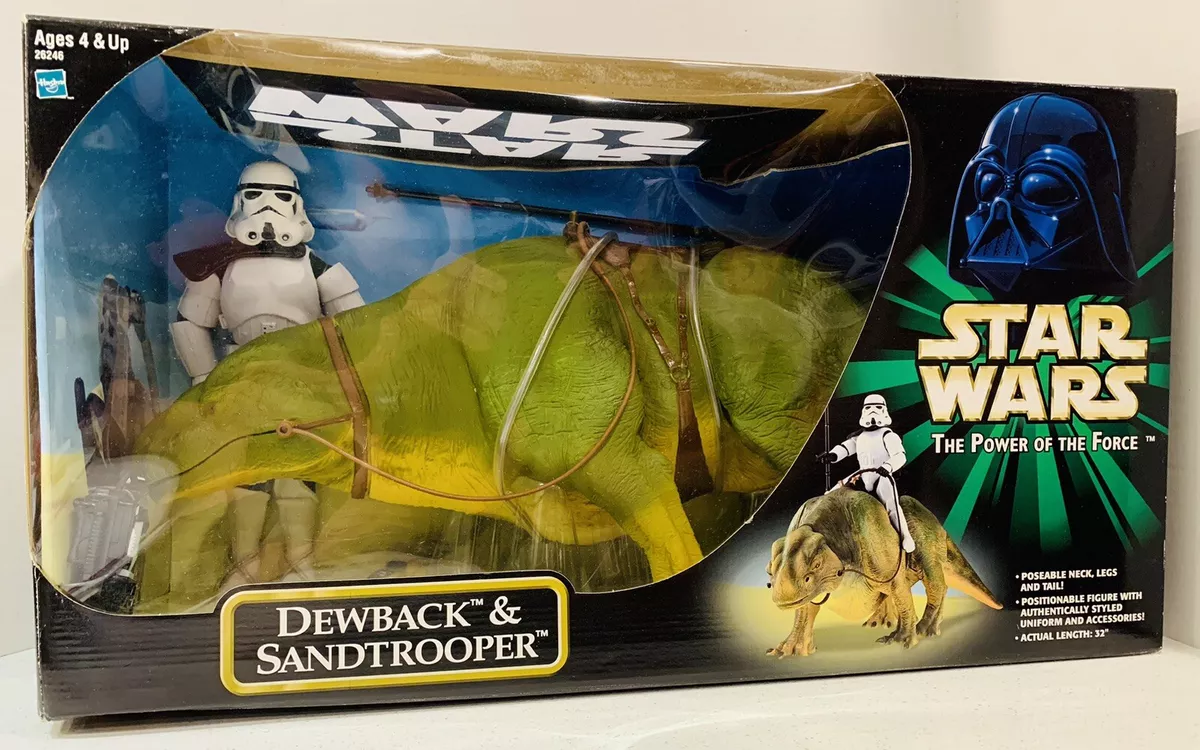 Ages 4 & Up
26246
Hasbro
STAR
WARS
STAR
WARS
THE POWER OF THE FORCE™
DEWBACK™ &
SANDTROOPER™
• POSEABLE NECK, LEGS
AND TAIL!
• POSITIONABLE FIGURE WITH
AUTHENTICALLY STYLED
UNIFORM AND ACCESSORIES!
• ACTUAL LENGTH: 32"